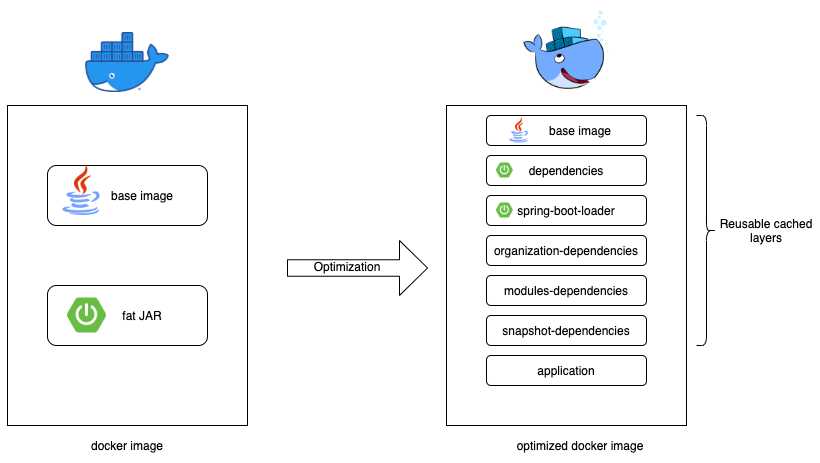 base image
fat JAR
docker image
Optimization
base image
dependencies
spring-boot-loader
organization-dependencies
modules-dependencies
snapshot-dependencies
application
optimized docker image
Reusable cached
layers